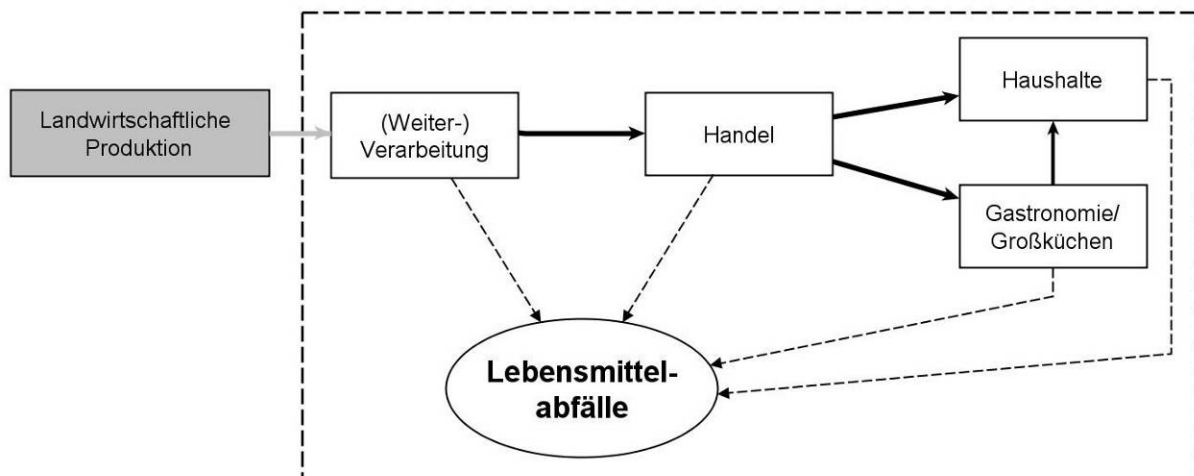 Landwirtschaftliche
Produktion
(Weiter-)
Verarbeitung
Handel
Haushalte
Gastronomie/
Großküchen
Lebensmittel-
abfälle